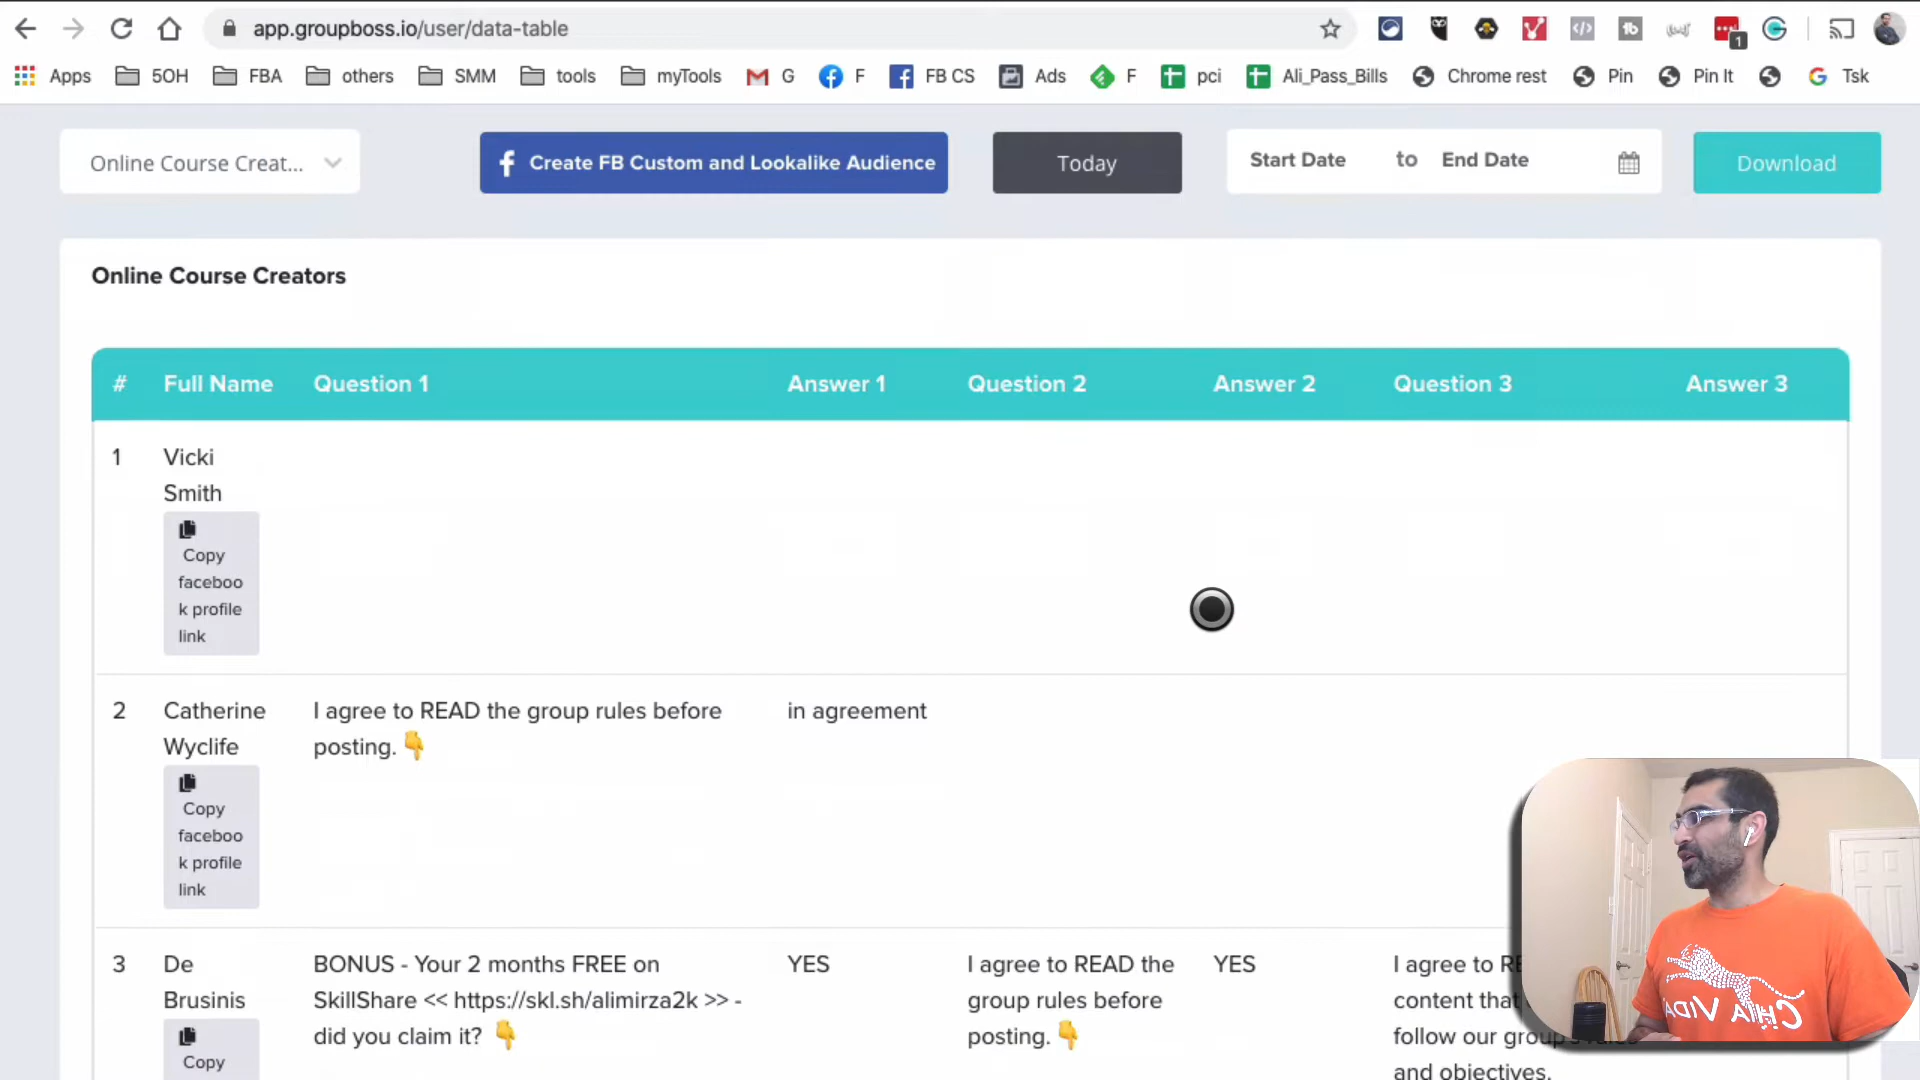 app.groupboss.io/user/data-table
1
Apps 5OH FBA others SMM tools myTools G F FB CS Ads F pci Ali_Pass_Bills Chrome rest Pin Pin It Tsk
Online Course Creat...
Create FB Custom and Lookalike Audience
Today
Start Date to End Date
Download
Online Course Creators
# Full Name Question 1 Answer 1 Question 2 Answer 2 Question 3 Answer 3
1 Vicki
Smith
Copy
faceboo
k profile
link
2 Catherine I agree to READ the group rules before in agreement
Wyclife posting. 👇
Copy
faceboo
k profile
link
3 De BONUS - Your 2 months FREE on YES I agree to READ the YES I agree to
Brusinis SkillShare << https://skl.sh/alimirza2k >> - group rules before content that
did you claim it? 👇 posting. 👇 follow our group's
Copy and objectives.
CHIA VIDA